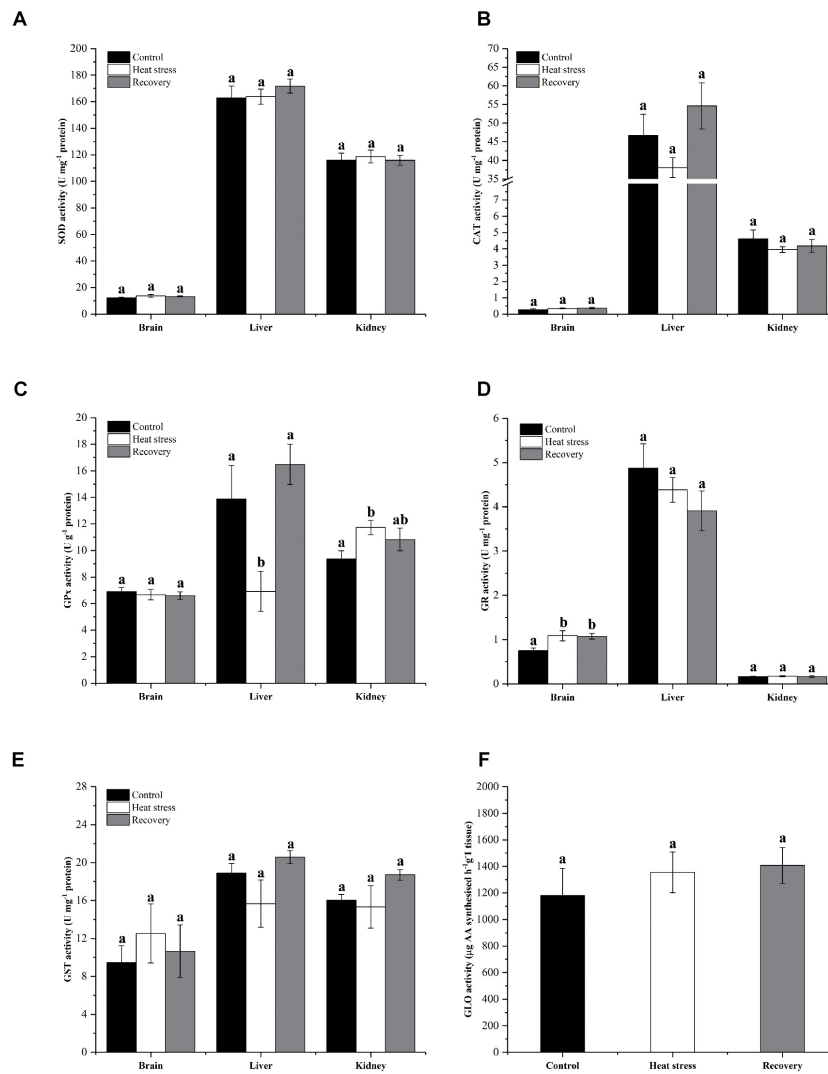 A
SOD activity (U mg-1 protein)
200
180
160
140
120
100
80
60
40
20
0
Control
Heat stress
Recovery
a a a
a a a
a a a
Brain Liver Kidney
B
CAT activity (U mg-1 protein)
70
65
60
55
50
45
40
35
5
4
3
2
1
0
Control
Heat stress
Recovery
a a a
a a a
a a a
Brain Liver Kidney
C
GPx activity (U g-1 protein)
20
18
16
14
12
10
8
6
4
2
0
Control
Heat stress
Recovery
a a a
a b a
a b ab
Brain Liver Kidney
D
GR activity (U mg-1 protein)
6
5
4
3
2
1
0
Control
Heat stress
Recovery
a b b
a a a
a a a
Brain Liver Kidney
E
GST activity (U mg-1 protein)
28
24
20
16
12
8
4
0
Control
Heat stress
Recovery
a a a
a a a
a a a
Brain Liver Kidney
F
GLO activity (µg AA synthesised h-1g-1 tissue)
2000
1800
1600
1400
1200
1000
800
600
400
200
0
a a a
Control Heat stress Recovery